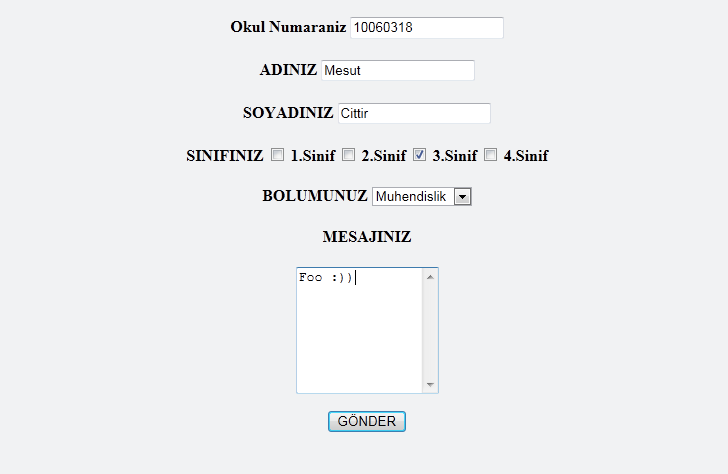 Okul Numaraniz 10060318
ADINIZ Mesut
SOYADINIZ Cittir
SINIFINIZ 1.Sinif 2.Sinif 3.Sinif 4.Sinif
BOLUMUNUZ Muhendislik
MESAJINIZ
Foo :))
GÖNDER